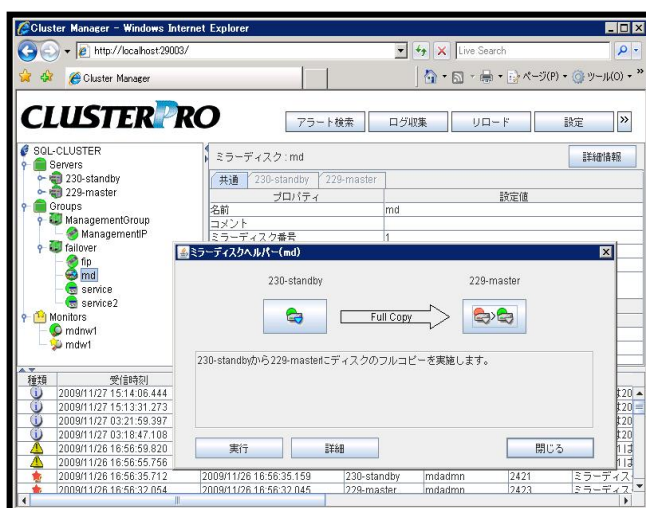 Cluster Manager - Windows Internet Explorer
http://localhost:29003/
Live Search
Cluster Manager
ページ(P)
ツール(O)
CLUSTERPRO
アラート検索
ログ収集
リロード
設定
SQL-CLUSTER
Servers
230-standby
229-master
Groups
ManagementGroup
ManagementIP
failover
fip
md
service
service2
Monitors
mdnw1
mdw1
ミラーディスク : md
詳細情報
共通 230-standby 229-master
プロパティ 設定値
名前 md
コメント
ミラーディスク番号 1
ミラーディスクヘルパー(md)
230-standby 229-master
Full Copy
230-standbyから229-masterにディスクのフルコピーを実施します。
実行 詳細 閉じる
種類 受信時刻
2009/11/27 15:14:06.444
2009/11/27 15:13:31.273
2009/11/27 03:21:59.397
2009/11/27 03:18:47.108
2009/11/26 16:56:59.820
2009/11/26 16:56:55.756
2009/11/26 16:56:35.712 2009/11/26 16:56:35.159 230-standby mdadmn 2421 ミラーディス
2009/11/26 16:56:32.054 2009/11/26 16:56:32.045 229-master mdadmn 2423 ミラーディス